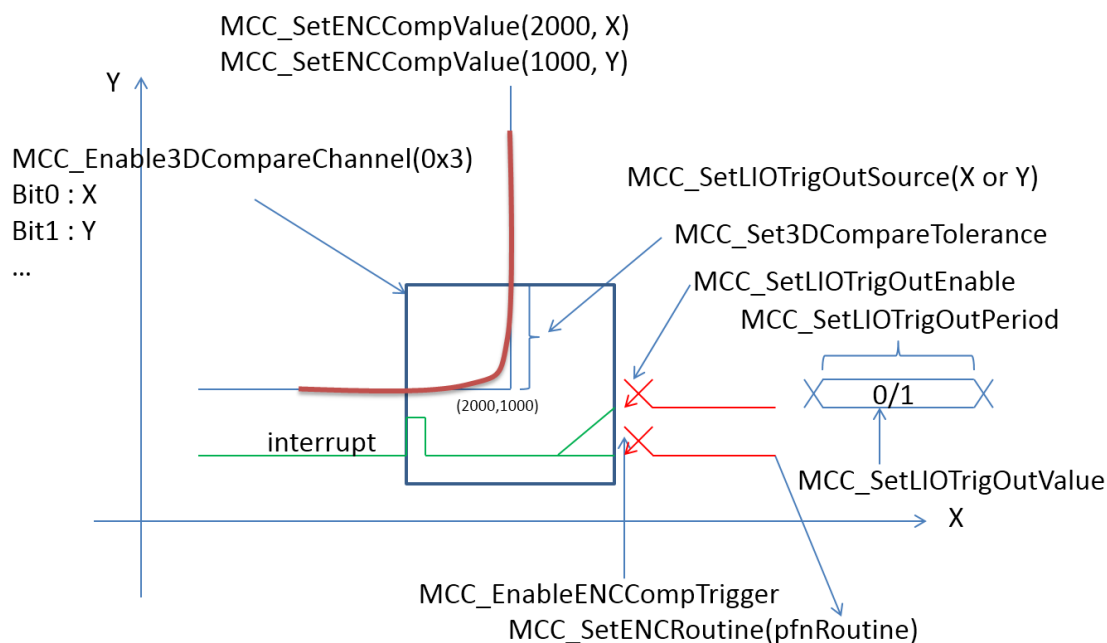 MCC_SetENCCompValue(2000, X)
MCC_SetENCCompValue(1000, Y)
Y
MCC_Enable3DCompareChannel(0x3)
Bit0 : X
Bit1 : Y
...
MCC_SetLIOTrigOutSource(X or Y)
MCC_Set3DCompareTolerance
MCC_SetLIOTrigOutEnable
MCC_SetLIOTrigOutPeriod
0/1
(2000,1000)
interrupt
MCC_SetLIOTrigOutValue
X
MCC_EnableENCCompTrigger
MCC_SetENCRoutine(pfnRoutine)